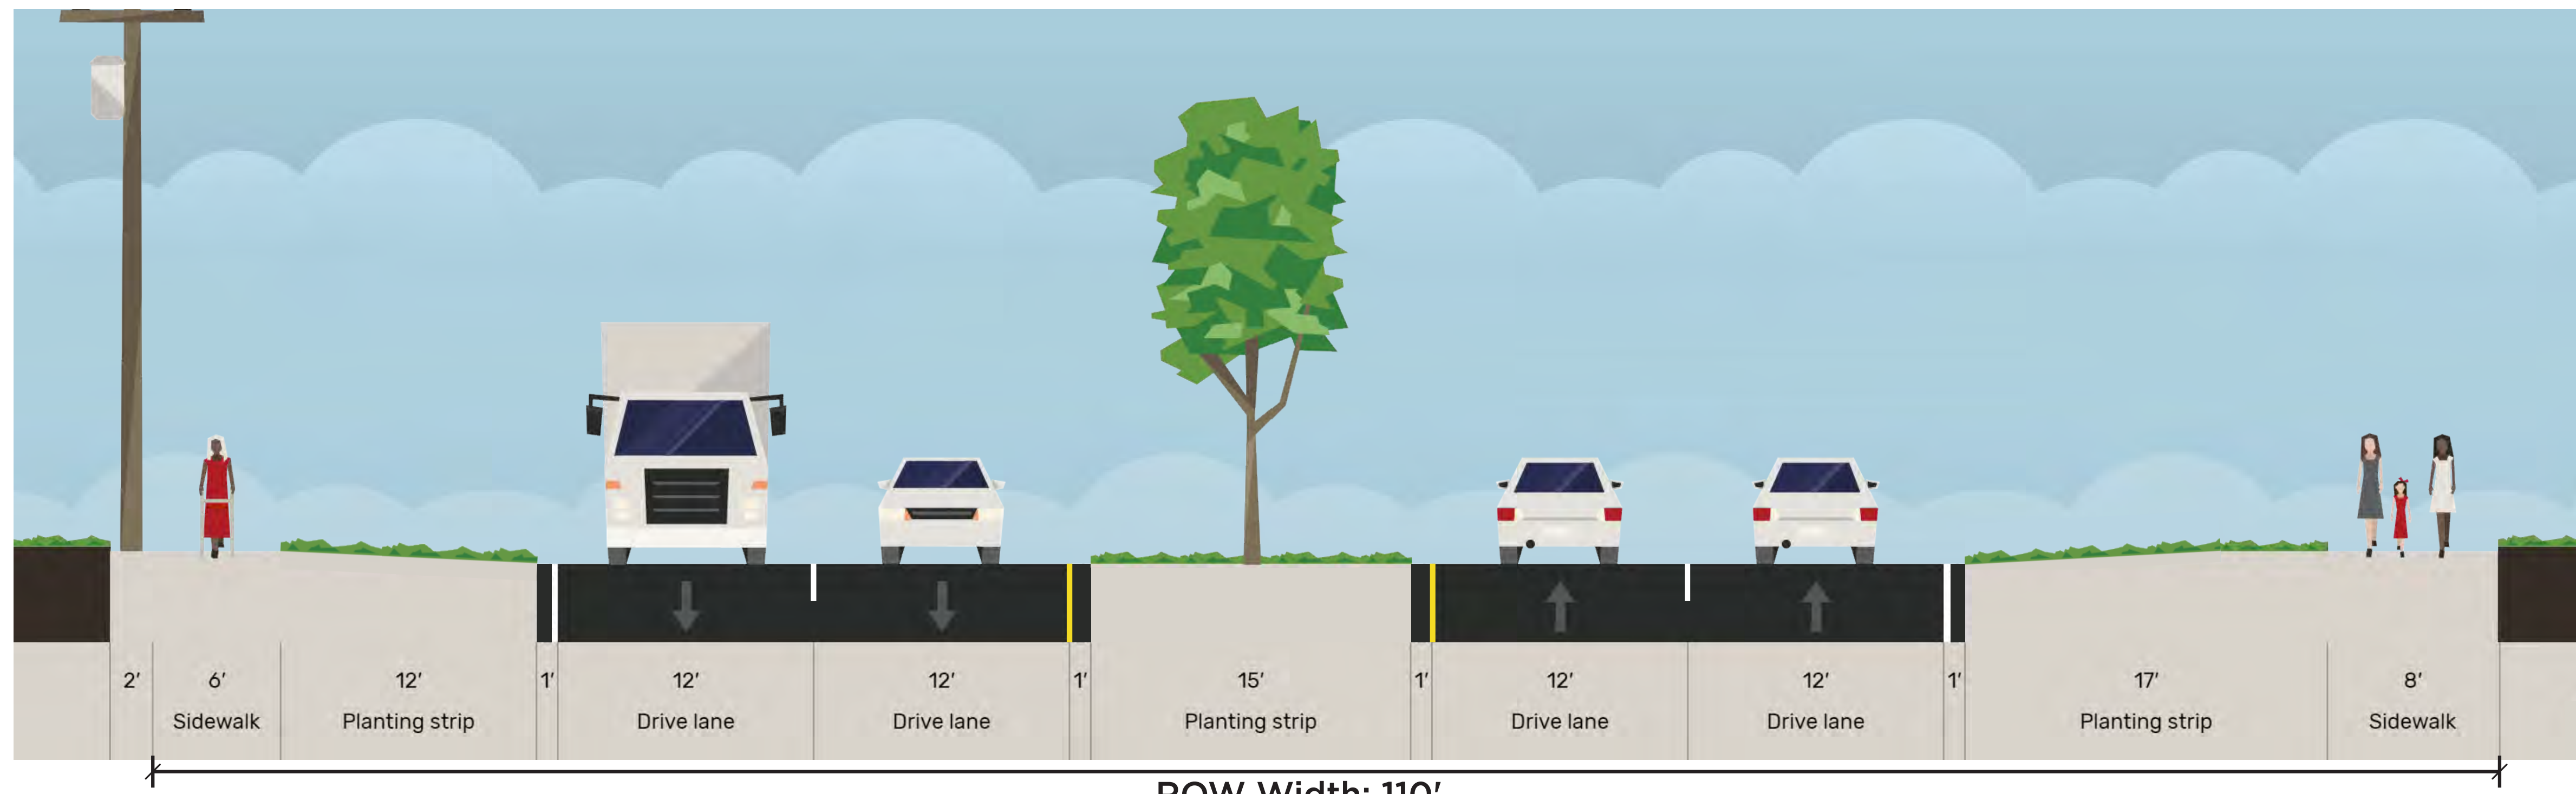 2′ 6′ 12′ 1′ 12′ 12′ 1′ 15′ 1′ 12′ 12′ 1′ 17′ 8′
Sidewalk Planting strip Drive lane Drive lane Planting strip Drive lane Drive lane Planting strip Sidewalk
ROW Width: 110′